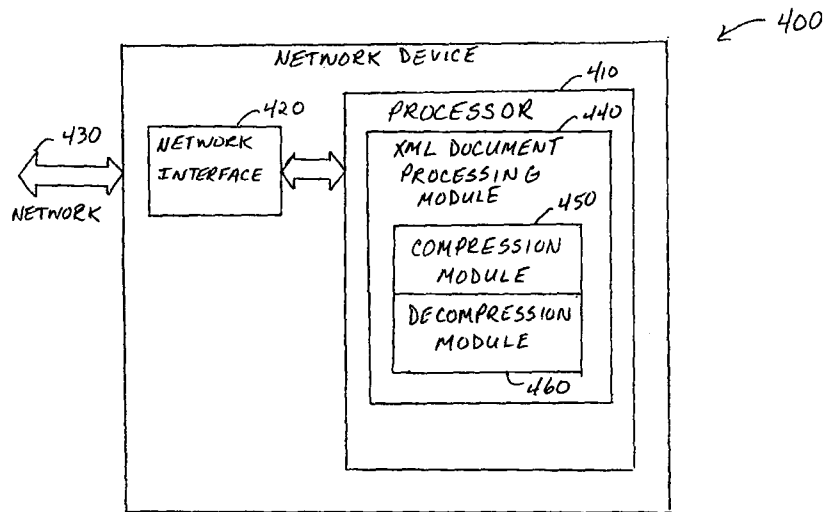 400
NETWORK DEVICE
410
PROCESSOR
420
440
430
NETWORK
INTERFACE
XML DOCUMENT
PROCESSING
MODULE
NETWORK
450
COMPRESSION
MODULE
DECOMPRESSION
MODULE
460